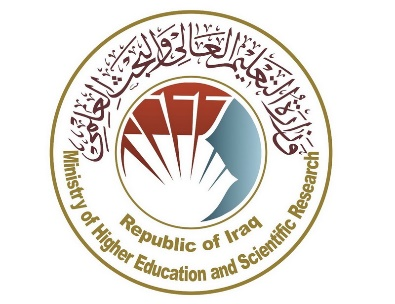 وزارة التعليم العالي والبحث العلمي
Republic of Iraq
Ministry of Higher Education and Scientific Research